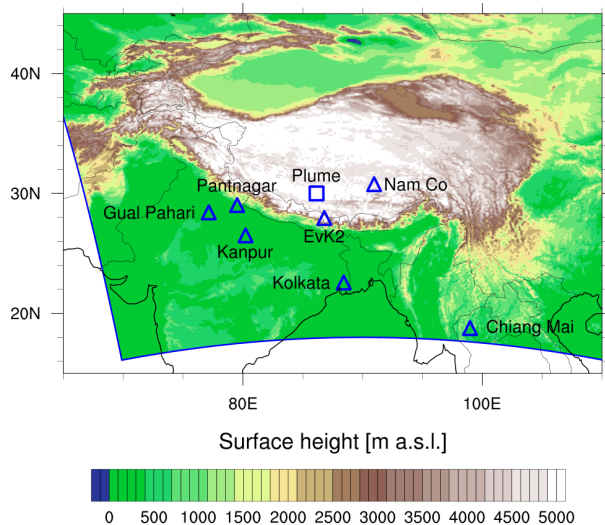 40N
Plume
Pantnagar
Nam Co
30N
Gual Pahari
EvK2
Kanpur
Kolkata
20N
Chiang Mai
80E 100E
Surface height [m a.s.l.]
0 500 1000 1500 2000 2500 3000 3500 4000 4500 5000